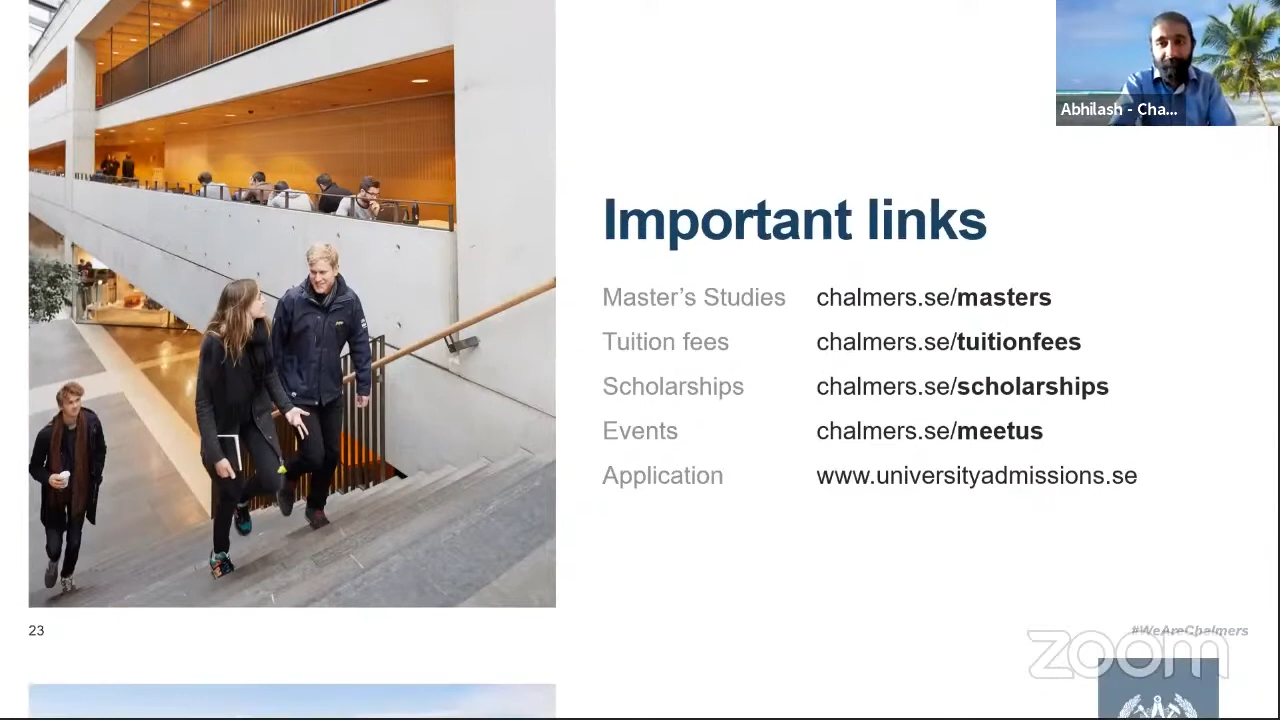 Abhilash - Cha...
Important links
Master's Studies chalmers.se/masters
Tuition fees chalmers.se/tuitionfees
Scholarships chalmers.se/scholarships
Events chalmers.se/meetus
Application www.universityadmissions.se
23
#WeAreChalmers
zoom